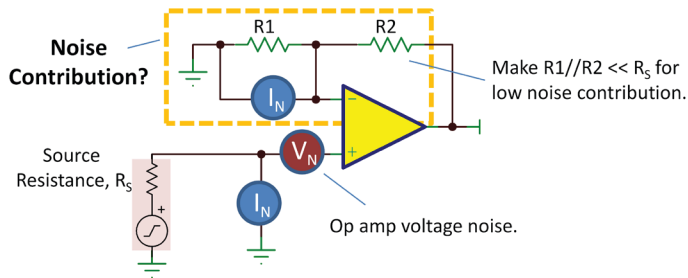 R1
R2
Noise
Contribution?
Make R1//R2 << RS for
low noise contribution.
IN
−
+
VN
Source
Resistance, RS
+
IN
Op amp voltage noise.